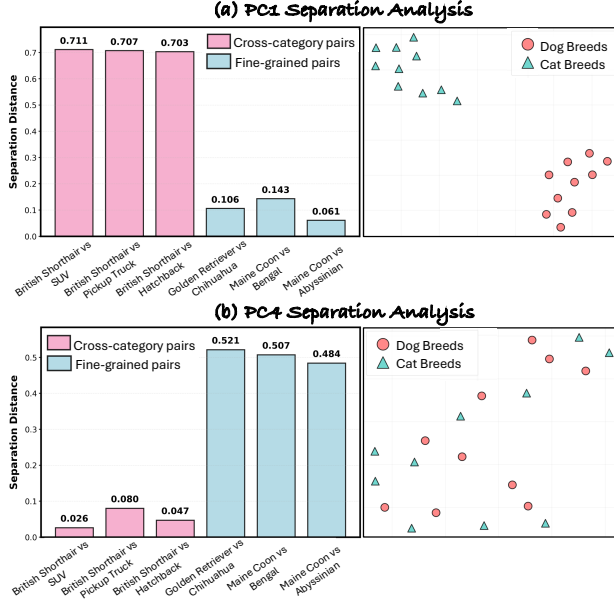 (a) PC1 Separation Analysis
Separation Distance
0.7
0.6
0.5
0.4
0.3
0.2
0.1
0.0
0.711
0.707
0.703
0.106
0.143
0.061
Cross-category pairs
Fine-grained pairs
British Shorthair vs
SUV
British Shorthair vs
Pickup Truck
British Shorthair vs
Hatchback
Golden Retriever vs
Chihuahua
Maine Coon vs
Bengal
Maine Coon vs
Abyssinian
Dog Breeds
Cat Breeds
(b) PC4 Separation Analysis
Separation Distance
0.5
0.4
0.3
0.2
0.1
0.0
Cross-category pairs
Fine-grained pairs
0.026
0.080
0.047
0.521
0.507
0.484
British Shorthair vs
SUV
British Shorthair vs
Pickup Truck
British Shorthair vs
Hatchback
Golden Retriever vs
Chihuahua
Maine Coon vs
Bengal
Maine Coon vs
Abyssinian
Dog Breeds
Cat Breeds